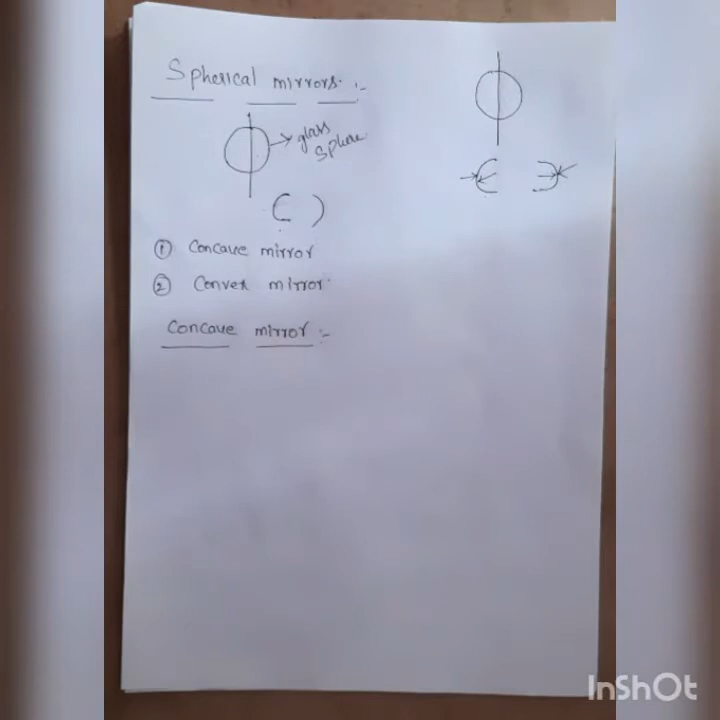 Spherical mirrors :-
→ glass
sphere
① Concave mirror
② Convex mirror
Concave mirror :-
InShOt